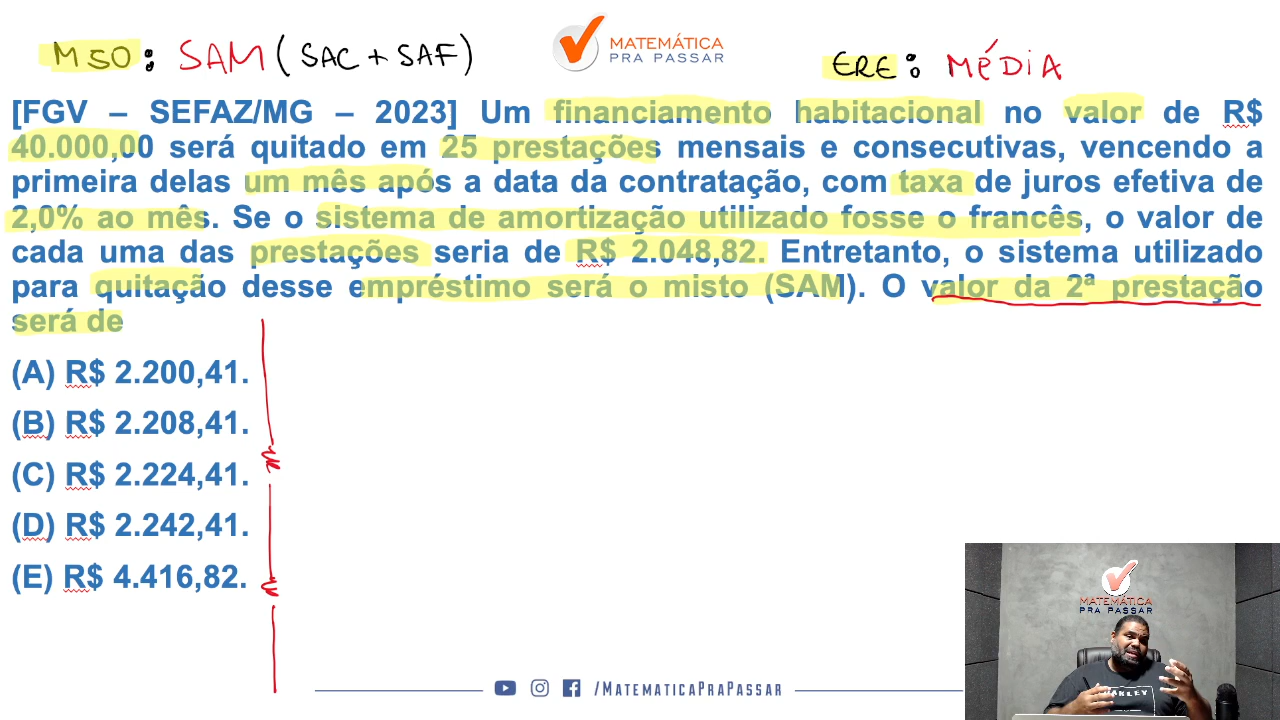 MSO: SAM (SAC + SAF)
MATEMÁTICA
PRA PASSAR
ERE: MÉDIA
[FGV – SEFAZ/MG – 2023] Um financiamento habitacional no valor de R$
40.000,00 será quitado em 25 prestações mensais e consecutivas, vencendo a
primeira delas um mês após a data da contratação, com taxa de juros efetiva de
2,0% ao mês. Se o sistema de amortização utilizado fosse o francês, o valor de
cada uma das prestações seria de R$ 2.048,82. Entretanto, o sistema utilizado
para quitação desse empréstimo será o misto (SAM). O valor da 2ª prestação
será de
(A) R$ 2.200,41.
(B) R$ 2.208,41.
(C) R$ 2.224,41.
(D) R$ 2.242,41.
(E) R$ 4.416,82.
MATEMÁTICA
PRA PASSAR
OAKLEY
/MATEMATICAPRAPASSAR